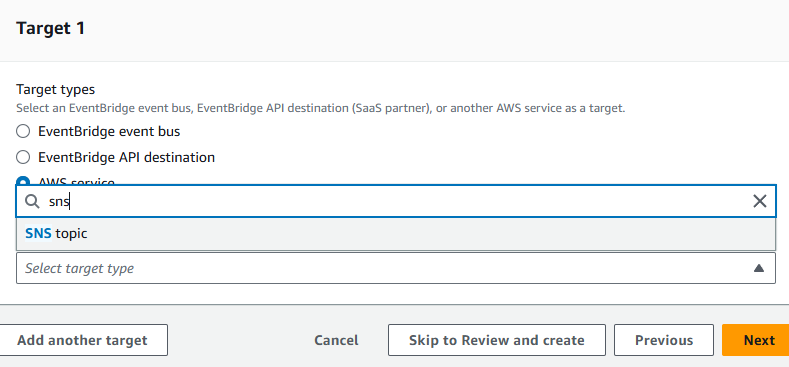 Target 1
Target types
Select an EventBridge event bus, EventBridge API destination (SaaS partner), or another AWS service as a target.
EventBridge event bus
EventBridge API destination
AWS service
sns
SNS topic
Select target type
Add another target
Cancel
Skip to Review and create
Previous
Next